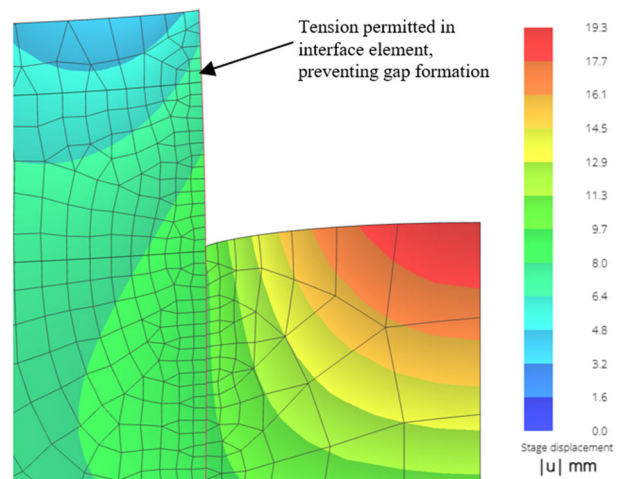 Tension permitted in
interface element,
preventing gap formation
19.3
17.7
16.1
14.5
12.9
11.3
9.7
8.0
6.4
4.8
3.2
1.6
0.0
Stage displacement
|u| mm